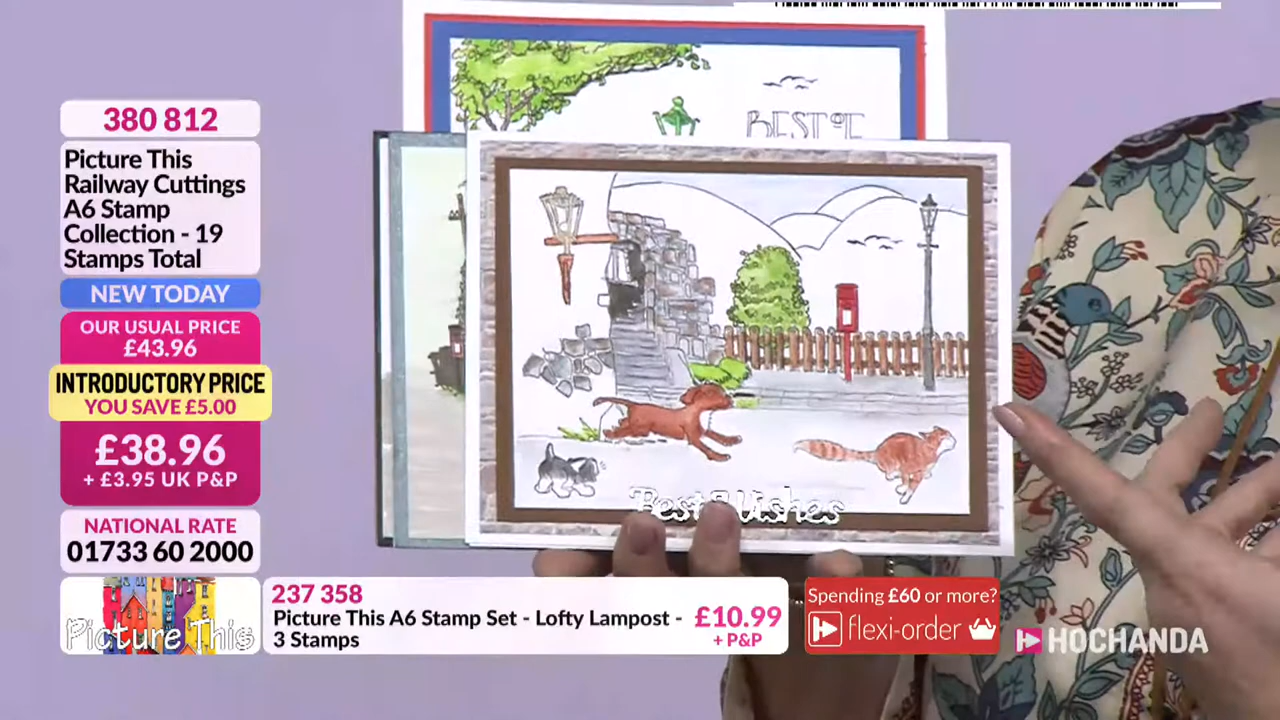 380 812
Picture This
Railway Cuttings
A6 Stamp
Collection - 19
Stamps Total
NEW TODAY
OUR USUAL PRICE
£43.96
INTRODUCTORY PRICE
YOU SAVE £5.00
£38.96
+ £3.95 UK P&P
NATIONAL RATE
01733 60 2000
BEST OF
Best Wishes
Picture This
237 358
Picture This A6 Stamp Set - Lofty Lampost -
3 Stamps
£10.99
+ P&P
Spending £60 or more?
flexi-order
HOCHANDA